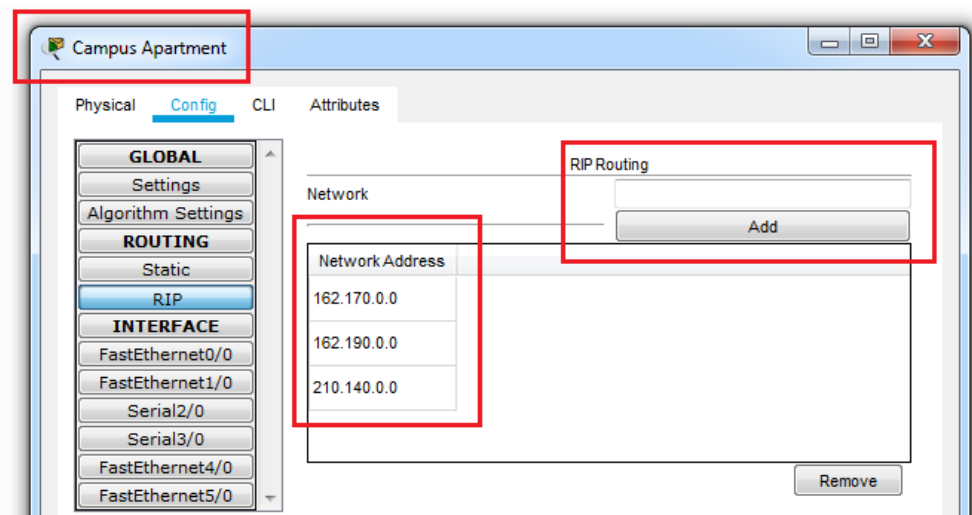 Campus Apartment
Physical Config CLI Attributes
GLOBAL
Settings
Algorithm Settings
ROUTING
Static
RIP
INTERFACE
FastEthernet0/0
FastEthernet1/0
Serial2/0
Serial3/0
FastEthernet4/0
FastEthernet5/0
RIP Routing
Network
Add
Network Address
162.170.0.0
162.190.0.0
210.140.0.0
Remove